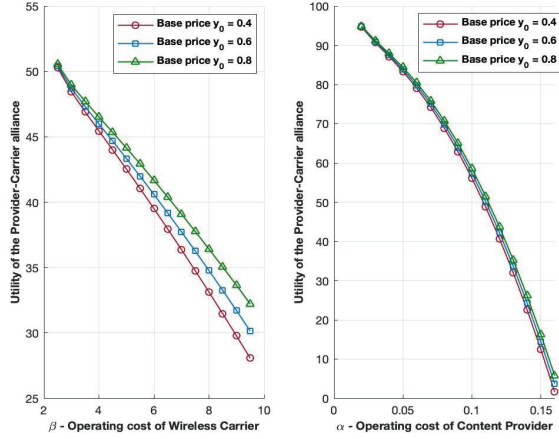 Base price y0 = 0.4
Base price y0 = 0.6
Base price y0 = 0.8
Utility of the Provider-Carrier alliance
55
50
45
40
35
30
25
2
4
6
8
10
β - Operating cost of Wireless Carrier
Base price y0 = 0.4
Base price y0 = 0.6
Base price y0 = 0.8
Utility of the Provider-Carrier alliance
100
90
80
70
60
50
40
30
20
10
0
0
0.05
0.1
0.15
α - Operating cost of Content Provider